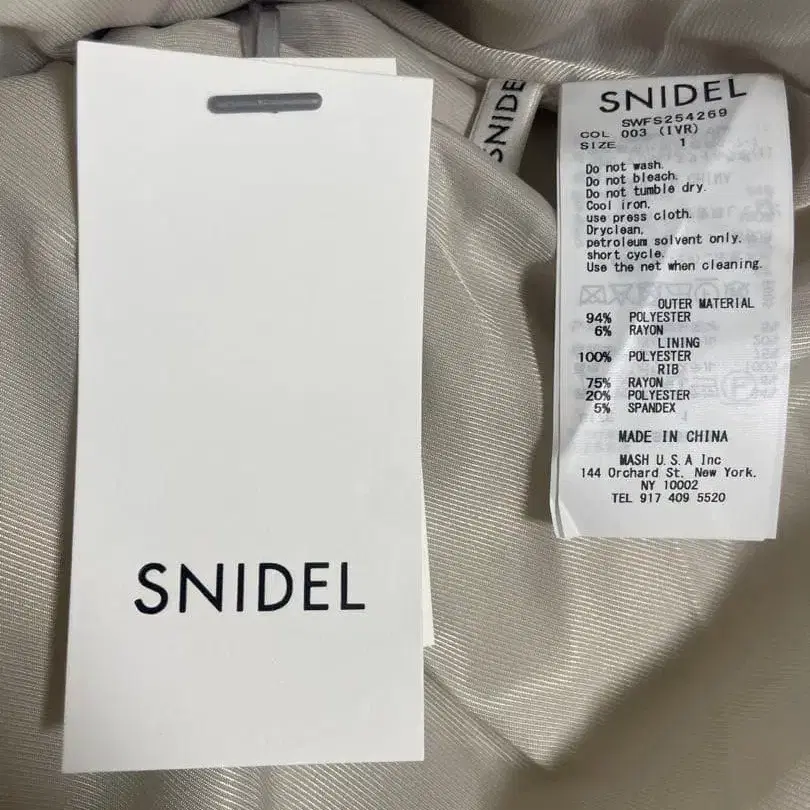 SNIDEL
SNIDE
SNIDEL
SWFS254269
COL 003 (IVR)
SIZE 1
Do not wash.
Do not bleach.
Do not tumble dry.
Cool iron.
use press cloth.
Dryclean.
petroleum solvent only.
short cycle.
Use the net when cleaning.
OUTER MATERIAL
94% POLYESTER
6% RAYON
LINING
100% POLYESTER
RIB
75% RAYON
20% POLYESTER
5% SPANDEX
MADE IN CHINA
MASH U.S.A Inc
144 Orchard St. New York.
NY 10002
TEL 917 409 5520